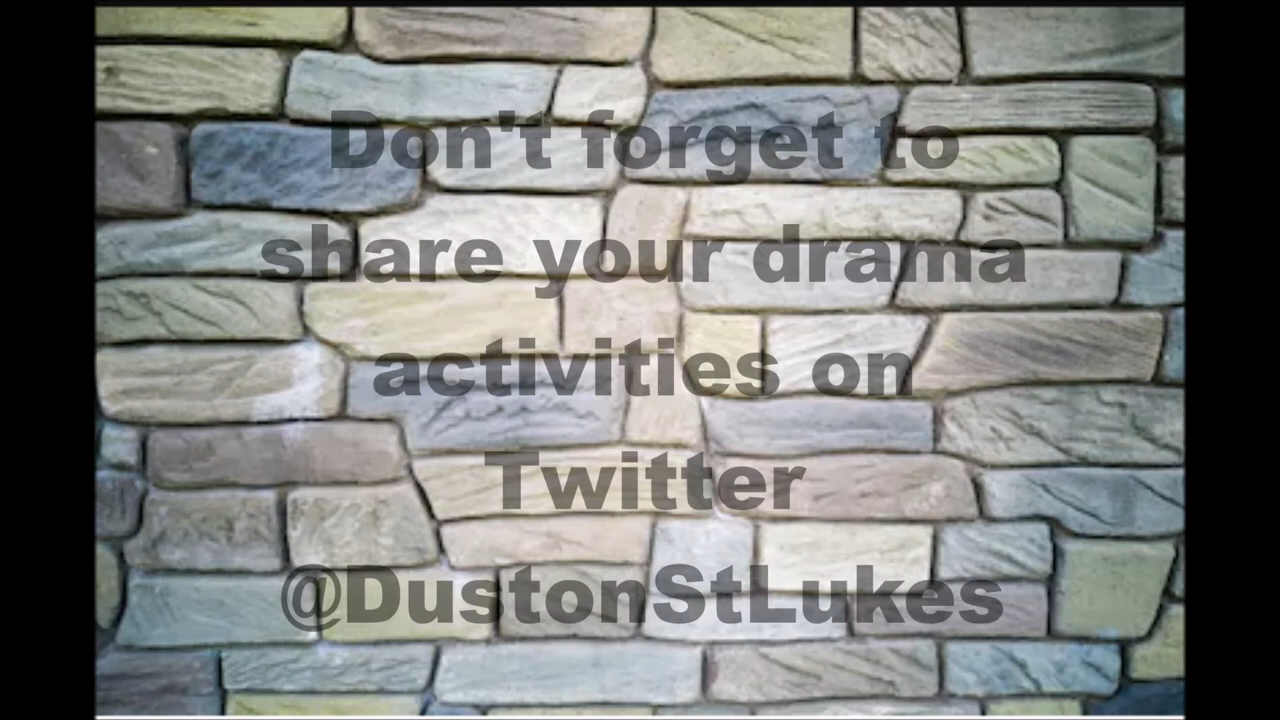 Don't forget to
share your drama
activities on
Twitter
@DustonStLukes